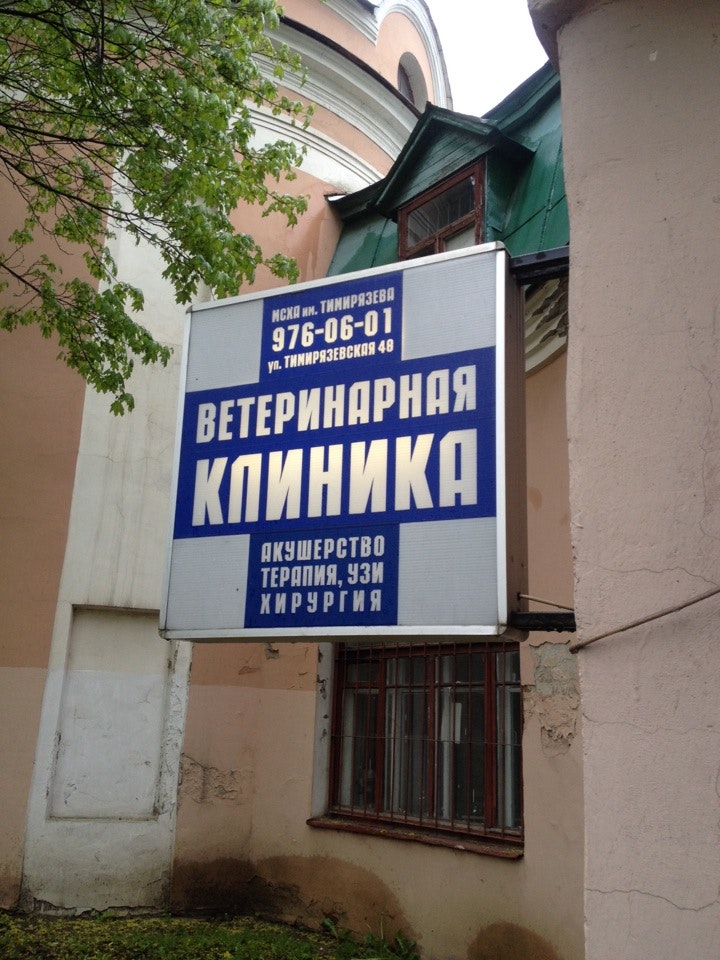 МСХА им. ТИМИРЯЗЕВА
976-06-01
ул. ТИМИРЯЗЕВСКАЯ 48
ВЕТЕРИНАРНАЯ
КЛИНИКА
АКУШЕРСТВО
ТЕРАПИЯ, УЗИ
ХИРУРГИЯ